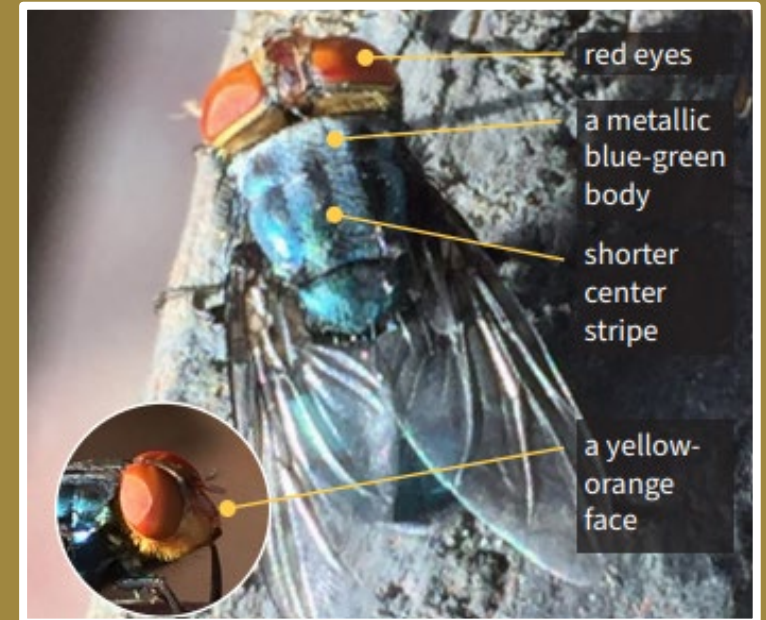 red eyes
a metallic
blue-green
body
shorter
center
stripe
a yellow-
orange
face